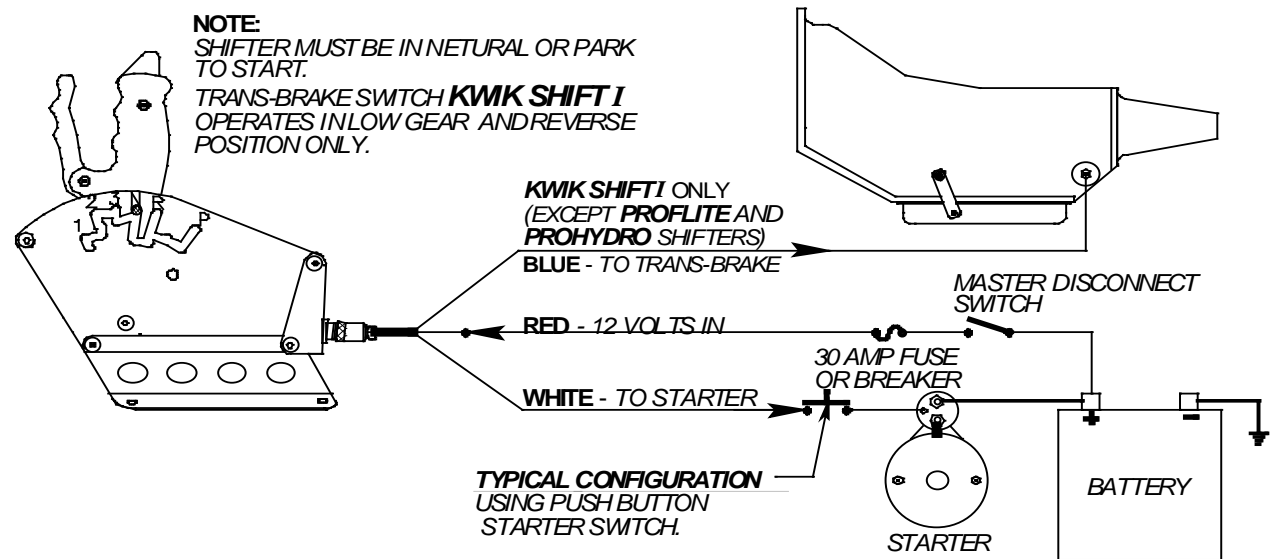 NOTE:
SHIFTER MUST BE IN NETURAL OR PARK
TO START.
TRANS-BRAKE SWITCH KWIK SHIFT I
OPERATES IN LOW GEAR AND REVERSE
POSITION ONLY.
KWIK SHIFT I ONLY
(EXCEPT PROFLITE AND
PROHYDRO SHIFTERS)
BLUE - TO TRANS-BRAKE
MASTER DISCONNECT
SWITCH
RED - 12 VOLTS IN
30 AMP FUSE
OR BREAKER
WHITE - TO STARTER
TYPICAL CONFIGURATION
USING PUSH BUTTON
STARTER SWITCH.
STARTER
BATTERY